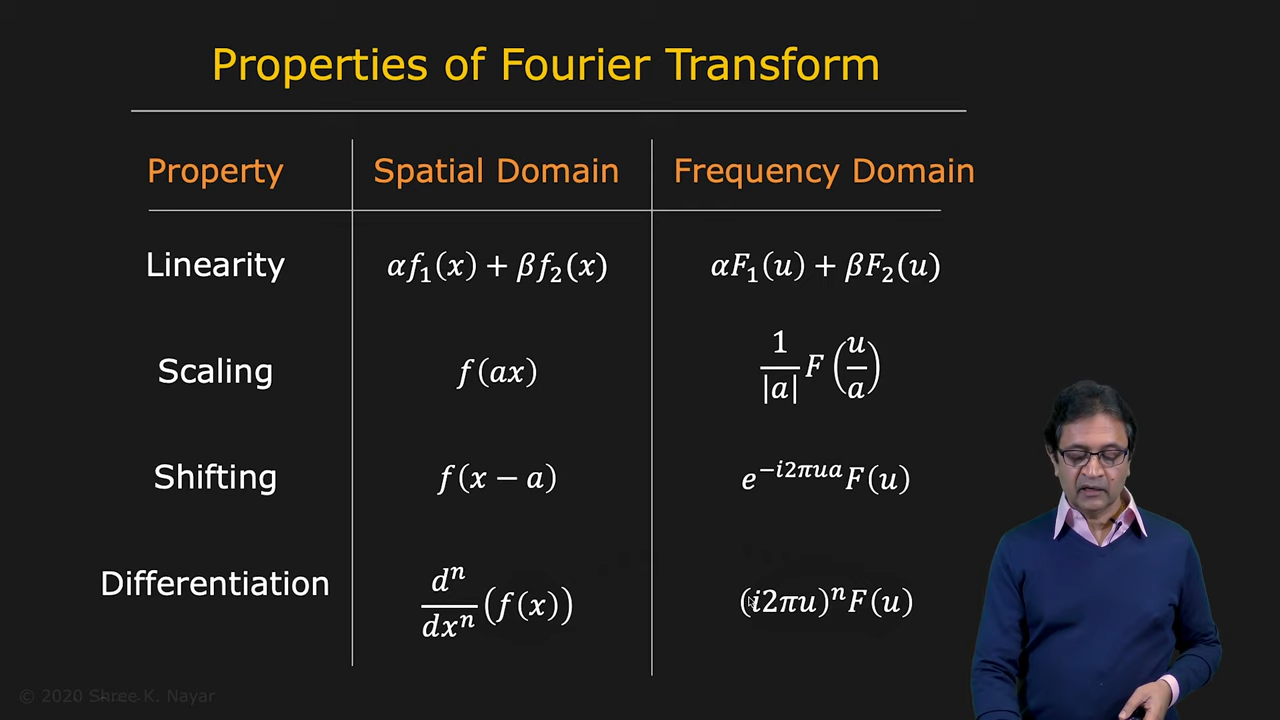 Properties of Fourier Transform
Property Spatial Domain Frequency Domain
Linearity αf₁(x) + βf₂(x) αF₁(u) + βF₂(u)
Scaling f(ax) 1/|a| F(u/a)
Shifting f(x − a) e^{−i2πua}F(u)
Differentiation dⁿ/dxⁿ (f(x)) (i2πu)ⁿF(u)
© 2020 Shree K. Nayar